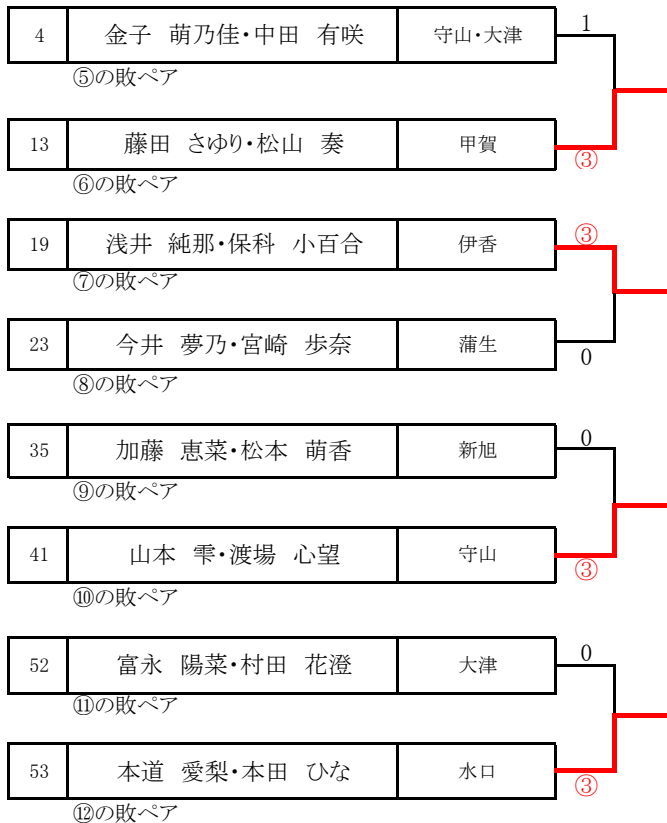 4 金子 萌乃佳・中田 有咲 守山・大津 1
⑤の敗ペア
13 藤田 さゆり・松山 奏 甲賀 ③
⑥の敗ペア
19 浅井 純那・保科 小百合 伊香 ③
⑦の敗ペア
23 今井 夢乃・宮崎 歩奈 蒲生 0
⑧の敗ペア
35 加藤 恵菜・松本 萌香 新旭 0
⑨の敗ペア
41 山本 雫・渡場 心望 守山 ③
⑩の敗ペア
52 富永 陽菜・村田 花澄 大津 0
⑪の敗ペア
53 本道 愛梨・本田 ひな 水口 ③
⑫の敗ペア